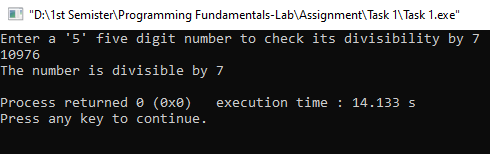 "D:\1st Semister\Programming Fundamentals-Lab\Assignment\Task 1\Task 1.exe"
Enter a '5' five digit number to check its divisibility by 7
10976
The number is divisible by 7
Process returned 0 (0x0)   execution time : 14.133 s
Press any key to continue.